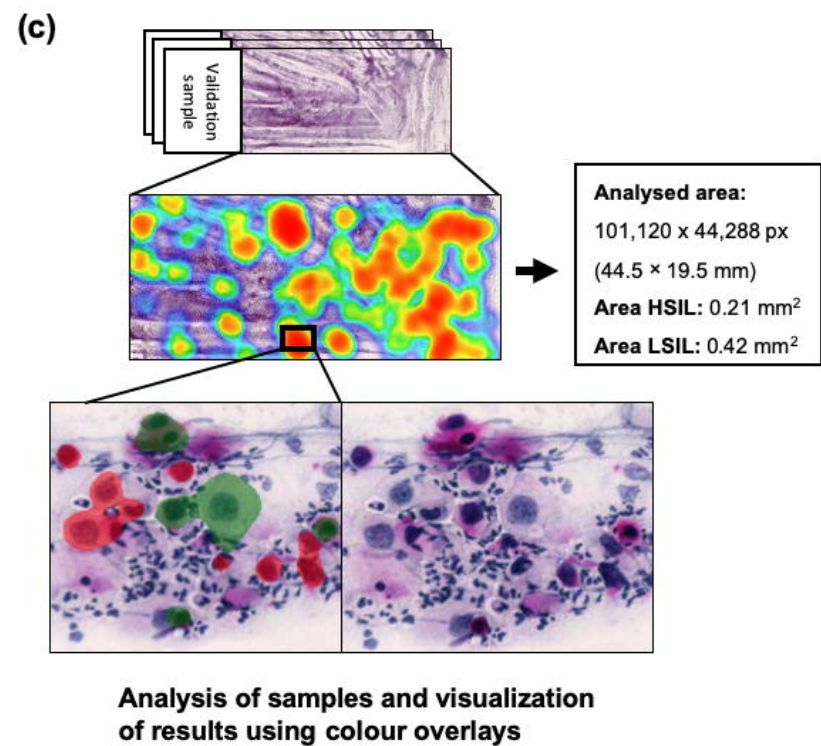 (c)
Validation
sample
Analysed area:
101,120 x 44,288 px
(44.5 × 19.5 mm)
Area HSIL: 0.21 mm²
Area LSIL: 0.42 mm²
Analysis of samples and visualization
of results using colour overlays